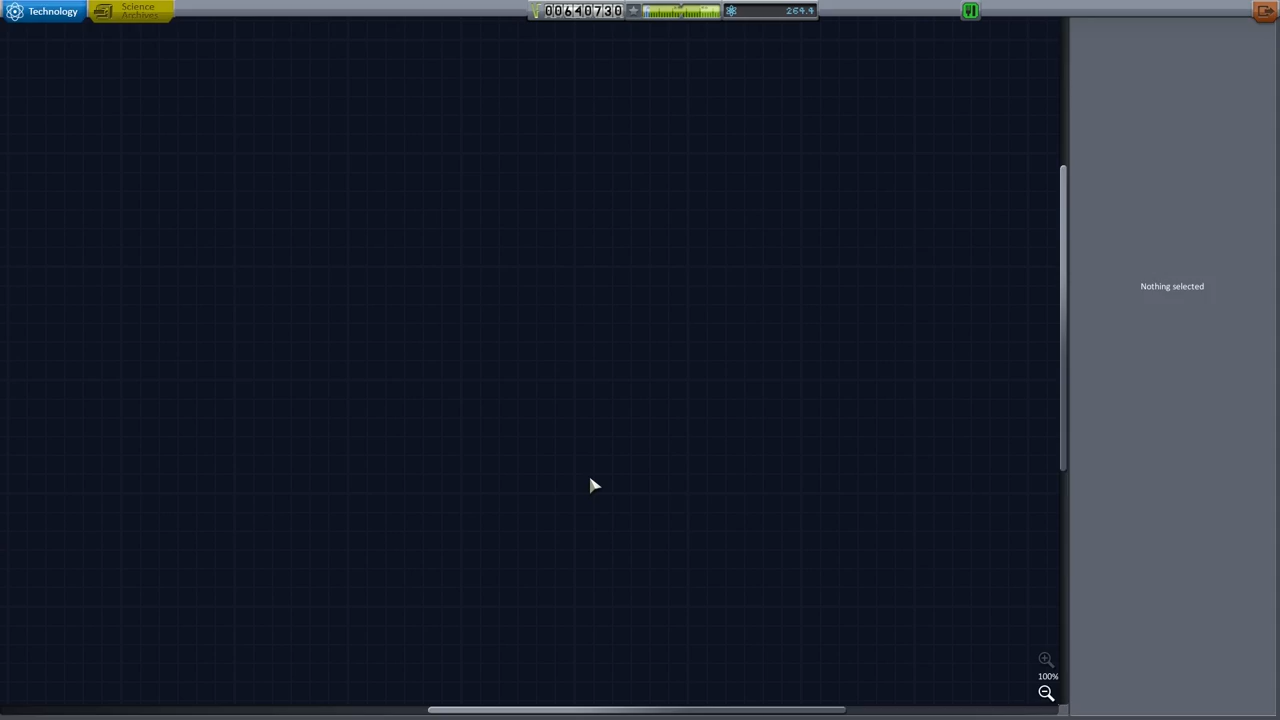 Technology
Science
Archives
00640730
264.4
Nothing selected
100%